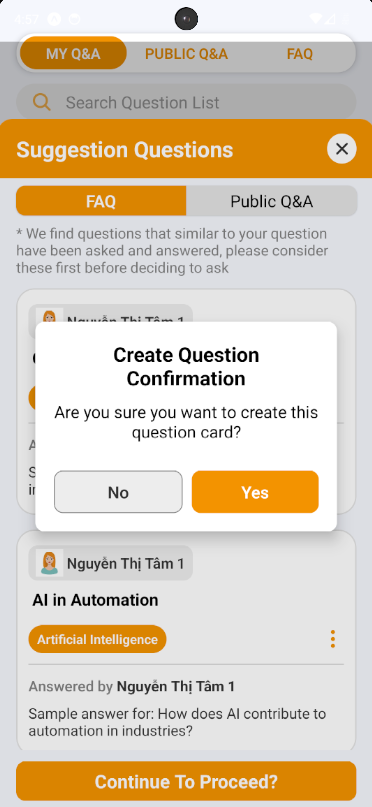 4:57
MY Q&A
PUBLIC Q&A
FAQ
Search Question List
Suggestion Questions
FAQ
Public Q&A
* We find questions that similar to your question
have been asked and answered, please consider
these first before deciding to ask
Nguyễn Thị Tâm 1
Create Question
Confirmation
Are you sure you want to create this
question card?
No
Yes
Nguyễn Thị Tâm 1
AI in Automation
Artificial Intelligence
Answered by Nguyễn Thị Tâm 1
Sample answer for: How does AI contribute to
automation in industries?
Continue To Proceed?